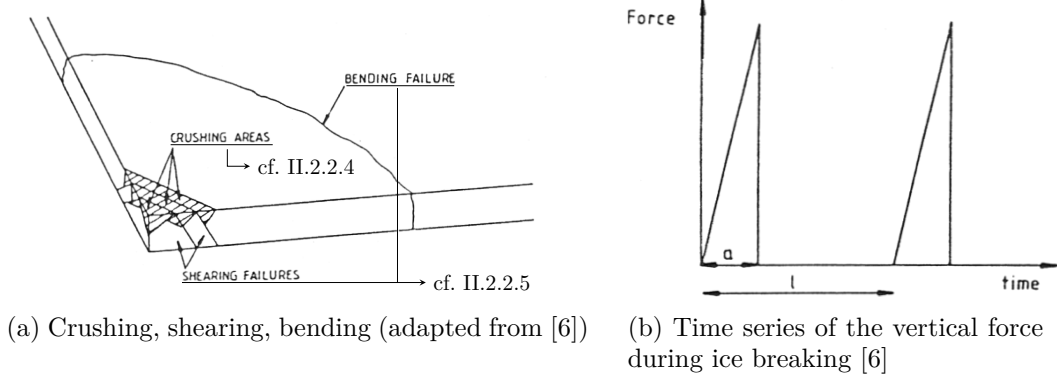 BENDING FAILURE
CRUSHING AREAS
cf. II.2.2.4
SHEARING FAILURES
cf. II.2.2.5
(a) Crushing, shearing, bending (adapted from [6])
Force
a
l
time
(b) Time series of the vertical force
during ice breaking [6]